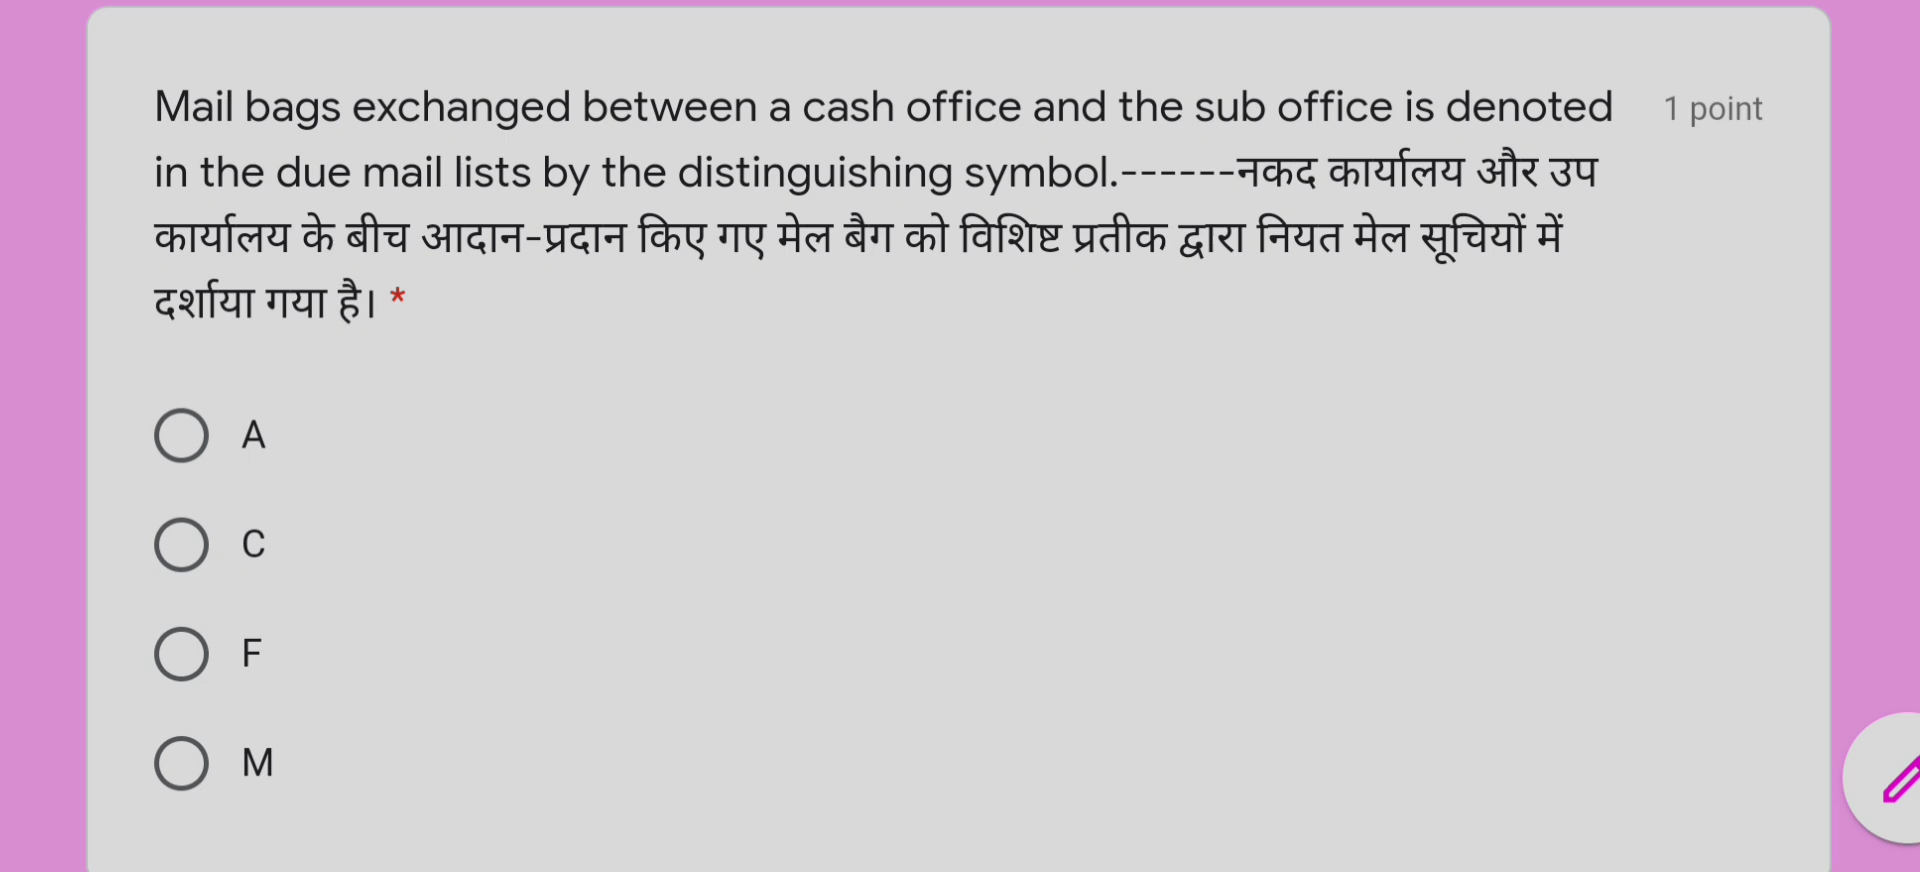 Mail bags exchanged between a cash office and the sub office is denoted 1 point
in the due mail lists by the distinguishing symbol.------नकद कार्यालय और उप
कार्यालय के बीच आदान-प्रदान किए गए मेल बैग को विशिष्ट प्रतीक द्वारा नियत मेल सूचियों में
दर्शाया गया है। *
A
C
F
M